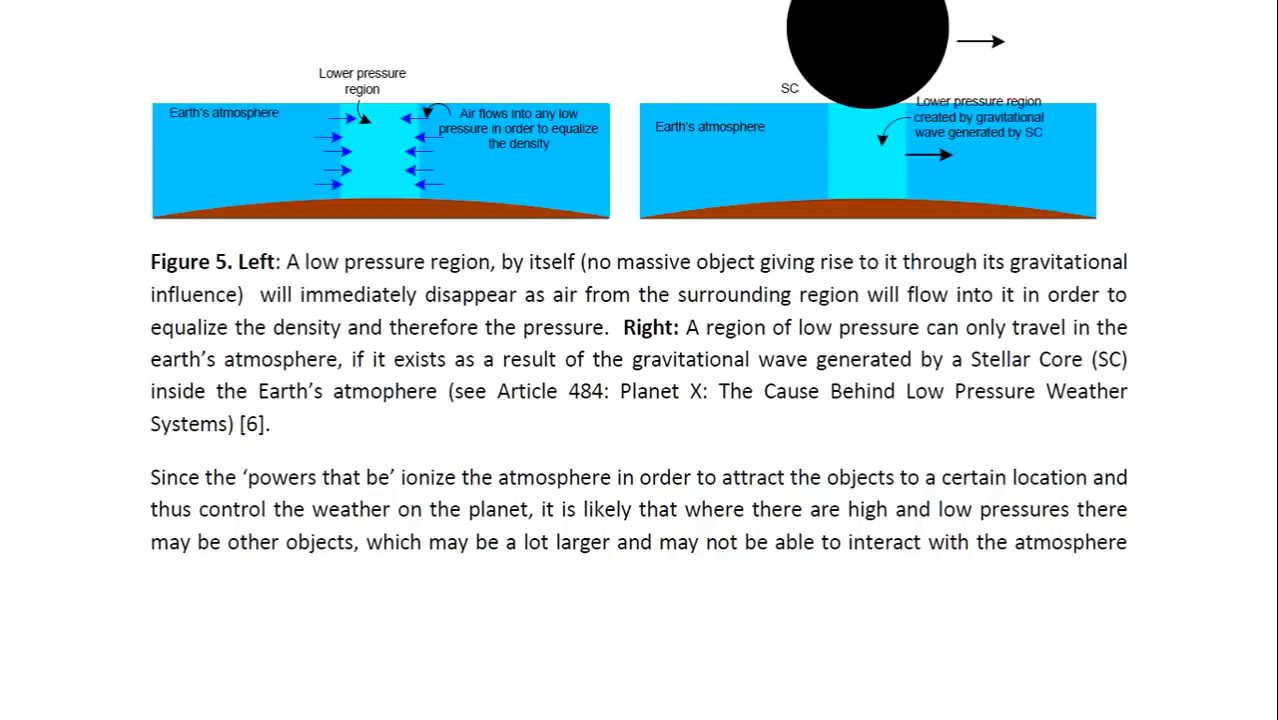 Lower pressure
region
Earth's atmosphere
Air flows into any low
pressure in order to equalize
the density
SC
Earth's atmosphere
Lower pressure region
created by gravitational
wave generated by SC
Figure 5. Left: A low pressure region, by itself (no massive object giving rise to it through its gravitational
influence)  will immediately disappear as air from the surrounding region will flow into it in order to
equalize the density and therefore the pressure.  Right: A region of low pressure can only travel in the
earth’s atmosphere, if it exists as a result of the gravitational wave generated by a Stellar Core (SC)
inside the Earth’s atmophere (see Article 484: Planet X: The Cause Behind Low Pressure Weather
Systems) [6].
Since the ‘powers that be’ ionize the atmosphere in order to attract the objects to a certain location and
thus control the weather on the planet, it is likely that where there are high and low pressures there
may be other objects, which may be a lot larger and may not be able to interact with the atmosphere